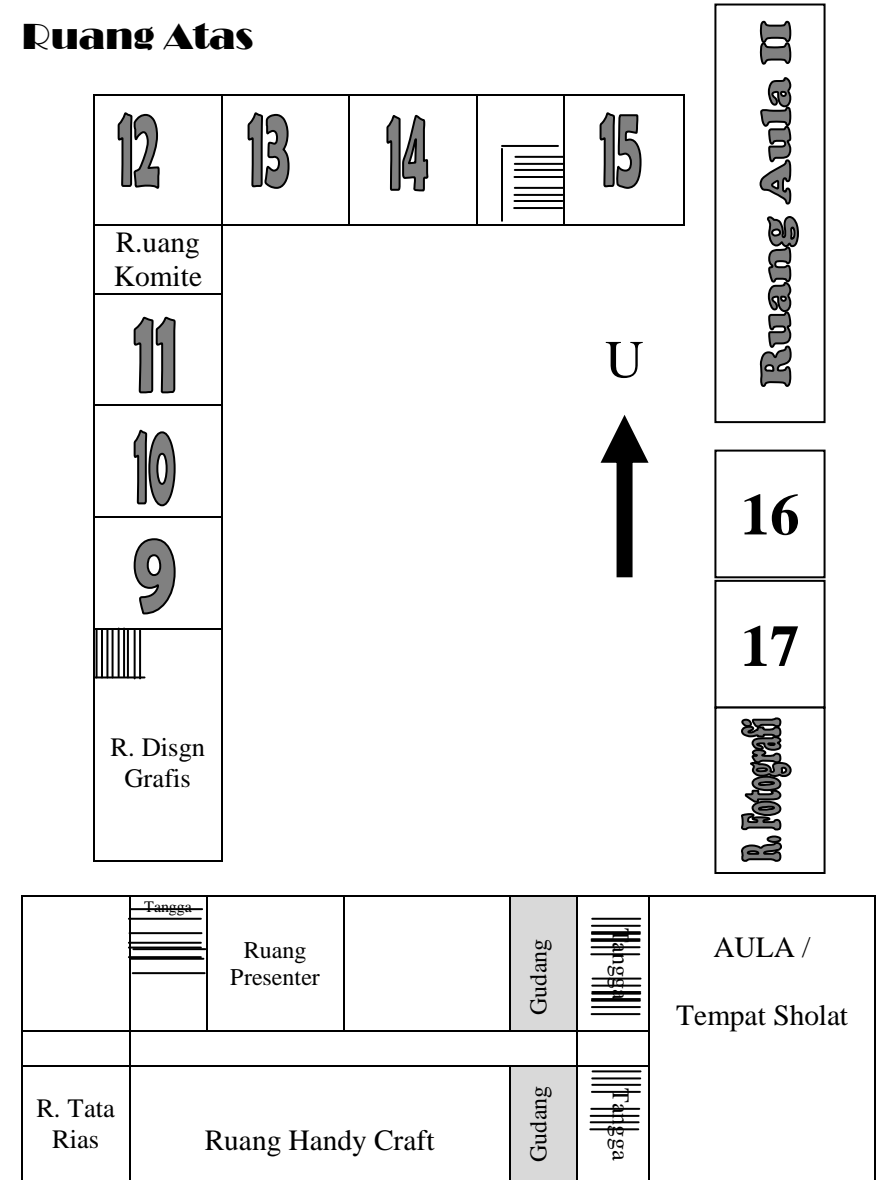 Ruang Atas
Ruang Aula II
12
13
14
15
R.uang
Komite
11
U
10
16
9
17
R. Disgn
Grafis
R. Fotografi
Tangga
Ruang
Presenter
Gudang
Tangga
AULA /
Tempat Sholat
R. Tata
Rias
Ruang Handy Craft
Gudang
Tangga